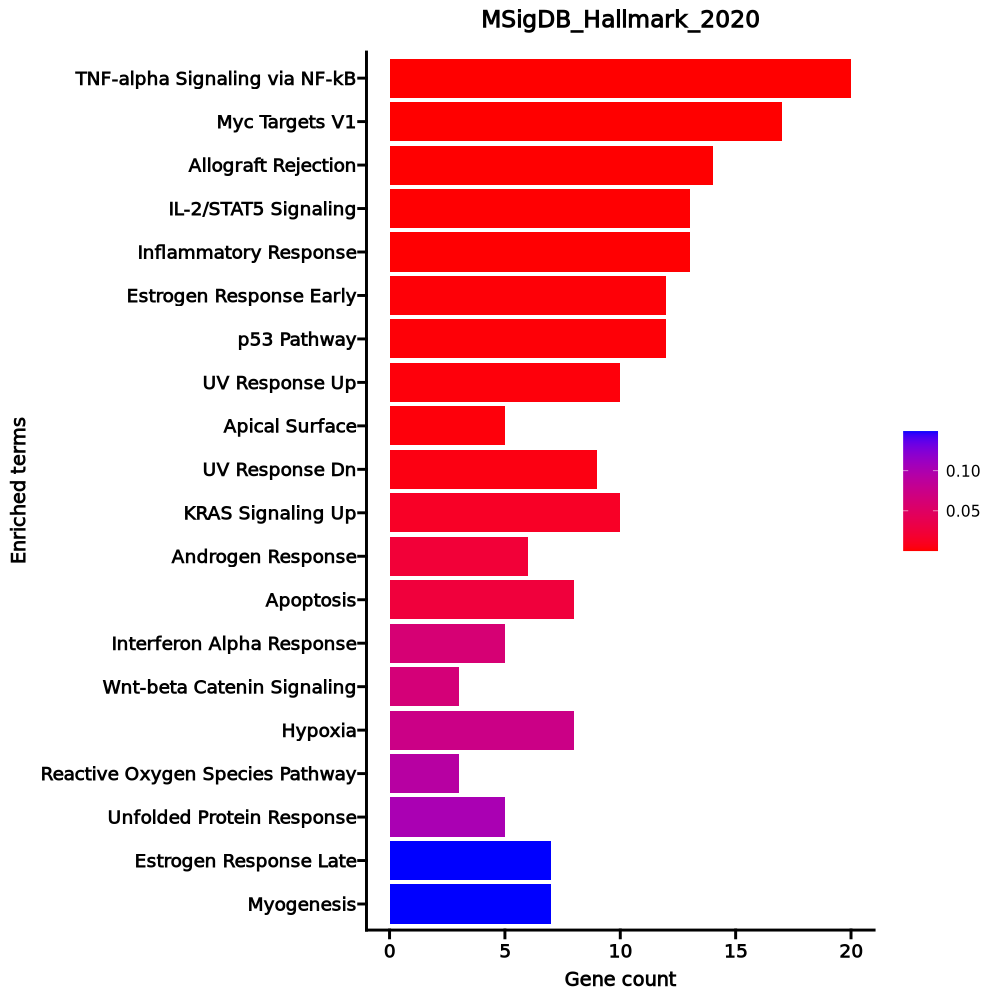 MSigDB_Hallmark_2020
TNF-alpha Signaling via NF-kB
Myc Targets V1
Allograft Rejection
IL-2/STAT5 Signaling
Inflammatory Response
Estrogen Response Early
p53 Pathway
UV Response Up
Apical Surface
UV Response Dn
KRAS Signaling Up
Androgen Response
Apoptosis
Interferon Alpha Response
Wnt-beta Catenin Signaling
Hypoxia
Reactive Oxygen Species Pathway
Unfolded Protein Response
Estrogen Response Late
Myogenesis
Enriched terms
0 5 10 15 20
Gene count
0.10
0.05